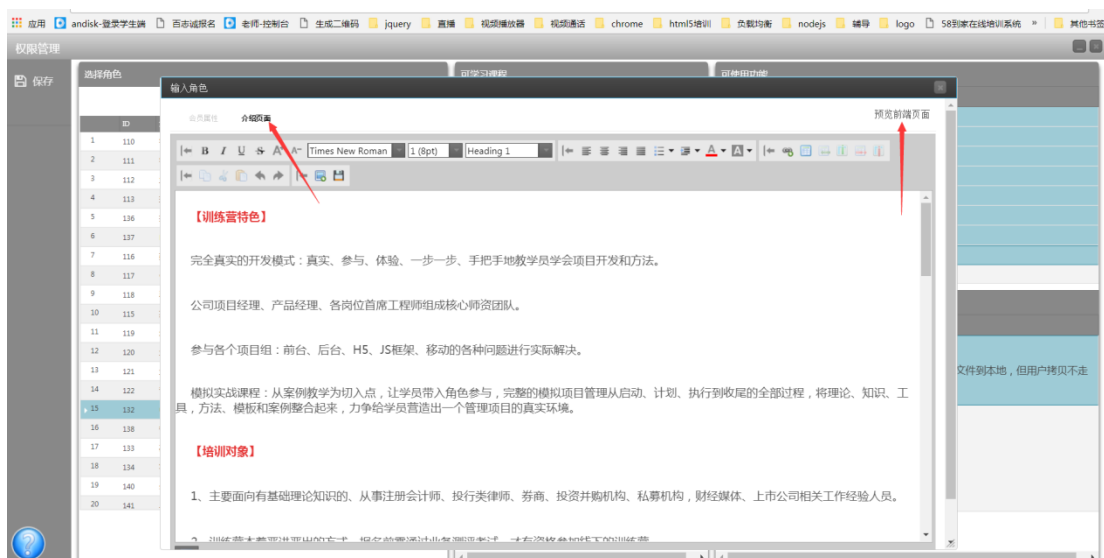 应用 andisk-登录学生端 百志诚报名 老师-控制台 生成二维码 jquery 直播 视频播放器 视频通话 chrome html5培训 负载均衡 nodejs 辅导 logo 58到家在线培训系统 » 其他书签
权限管理
保存
选择角色 可学习课程 可使用功能
输入角色
会员属性 介绍页面 预览前端页面
ID
B I U S A A Times New Roman 1 (8pt) Heading 1 A A
1 110
2 111
3 112
4 113
5 136
6 137
7 116
8 117
9 118
10 115
11 119
12 120
13 121
14 122
15 132
16 138
17 133
18 134
19 140
20 141
【训练营特色】
完全真实的开发模式：真实、参与、体验、一步一步、手把手地教学员学会项目开发和方法。
公司项目经理、产品经理、各岗位首席工程师组成核心师资团队。
参与各个项目组：前台、后台、H5、JS框架、移动的各种问题进行实际解决。
模拟实战课程：从案例教学为切入点，让学员带入角色参与，完整的模拟项目管理从启动、计划、执行到收尾的全部过程，将理论、知识、工
具，方法、模板和案例整合起来，力争给学员营造出一个管理项目的真实环境。
【培训对象】
1、主要面向有基础理论知识的、从事注册会计师、投行类律师、券商、投资并购机构、私募机构，财经媒体、上市公司相关工作经验人员。
文件到本地，但用户拷贝不走